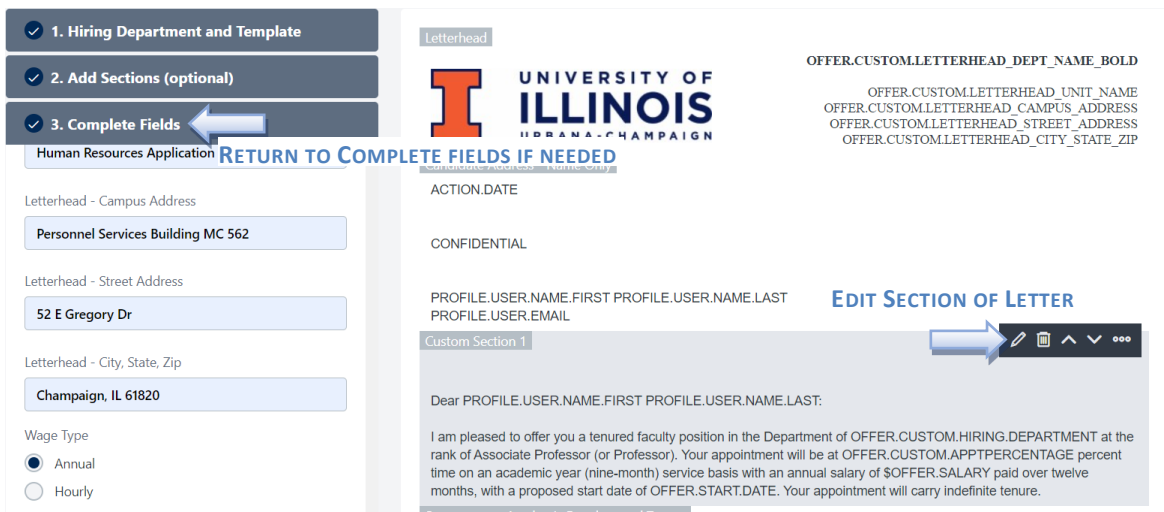 1. Hiring Department and Template
2. Add Sections (optional)
3. Complete Fields
RETURN TO COMPLETE FIELDS IF NEEDED
Human Resources Application
Letterhead - Campus Address
Personnel Services Building MC 562
Letterhead - Street Address
52 E Gregory Dr
Letterhead - City, State, Zip
Champaign, IL 61820
Wage Type
Annual
Hourly
Letterhead
UNIVERSITY OF
ILLINOIS
URBANA-CHAMPAIGN
OFFER.CUSTOM.LETTERHEAD_DEPT_NAME_BOLD
OFFER.CUSTOM.LETTERHEAD_UNIT_NAME
OFFER.CUSTOM.LETTERHEAD_CAMPUS_ADDRESS
OFFER.CUSTOM.LETTERHEAD_STREET_ADDRESS
OFFER.CUSTOM.LETTERHEAD_CITY_STATE_ZIP
Candidate Address - Name Only
ACTION.DATE
CONFIDENTIAL
PROFILE.USER.NAME.FIRST PROFILE.USER.NAME.LAST
PROFILE.USER.EMAIL
EDIT SECTION OF LETTER
Custom Section 1
Dear PROFILE.USER.NAME.FIRST PROFILE.USER.NAME.LAST:
I am pleased to offer you a tenured faculty position in the Department of OFFER.CUSTOM.HIRING.DEPARTMENT at the
rank of Associate Professor (or Professor). Your appointment will be at OFFER.CUSTOM.APPTPERCENTAGE percent
time on an academic year (nine-month) service basis with an annual salary of $OFFER.SALARY paid over twelve
months, with a proposed start date of OFFER.START.DATE. Your appointment will carry indefinite tenure.